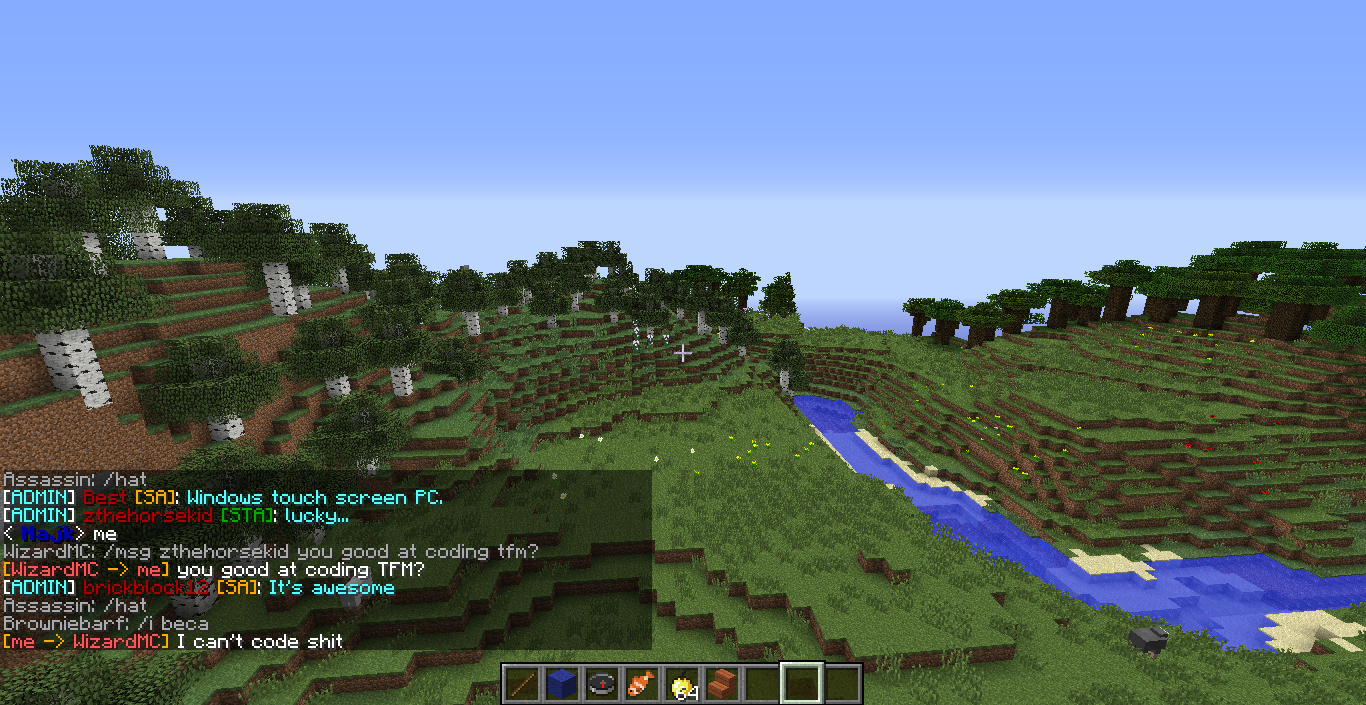 Assassin: /hat
[ADMIN] Best [SA]: Windows touch screen PC.
[ADMIN] zthehorsekid [STA]: lucky...
< Majk> me
WizardMC: /msg zthehorsekid you good at coding tfm?
[WizardMC -> me] you good at coding TFM?
[ADMIN] brickblock12 [SA]: It's awesome
Assassin: /hat
Browniebarf: /i beca
[me -> WizardMC] I can't code shit
64